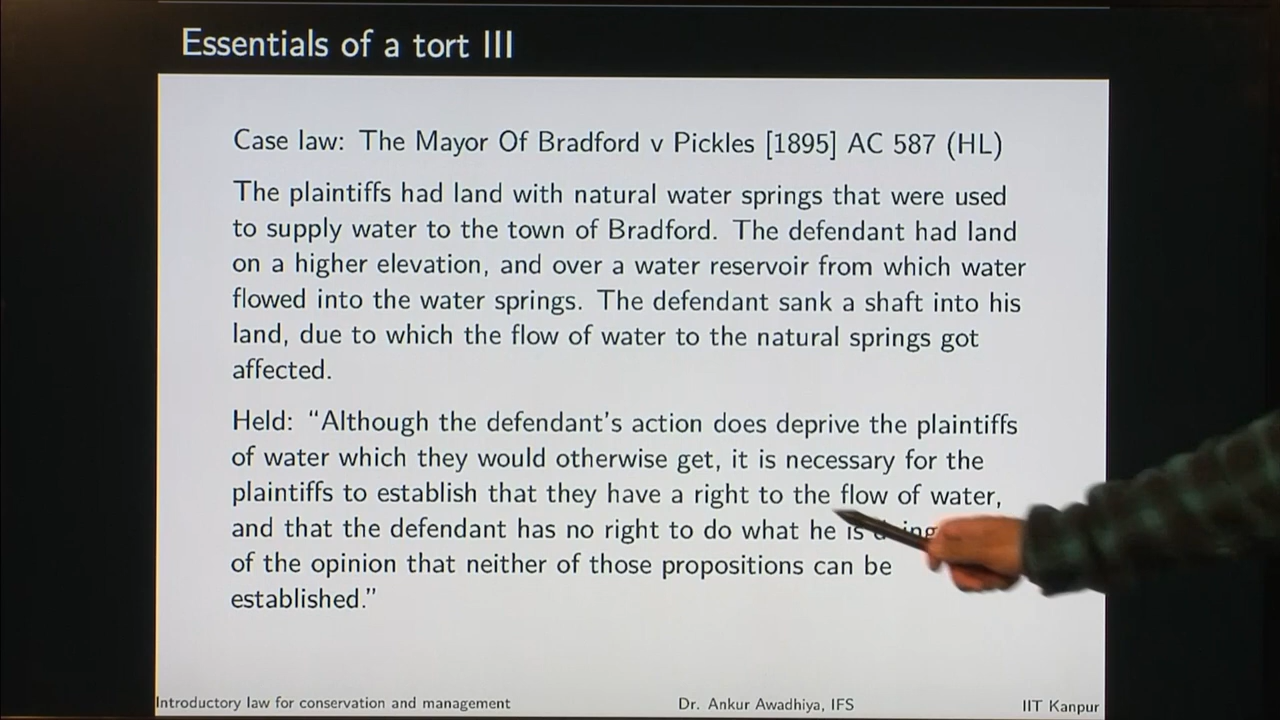 Essentials of a tort III
Case law: The Mayor Of Bradford v Pickles [1895] AC 587 (HL)
The plaintiffs had land with natural water springs that were used
to supply water to the town of Bradford. The defendant had land
on a higher elevation, and over a water reservoir from which water
flowed into the water springs. The defendant sank a shaft into his
land, due to which the flow of water to the natural springs got
affected.
Held: “Although the defendant’s action does deprive the plaintiffs
of water which they would otherwise get, it is necessary for the
plaintiffs to establish that they have a right to the flow of water,
and that the defendant has no right to do what he is
of the opinion that neither of those propositions can be
established.”
Introductory law for conservation and management
Dr. Ankur Awadhiya, IFS
IIT Kanpur